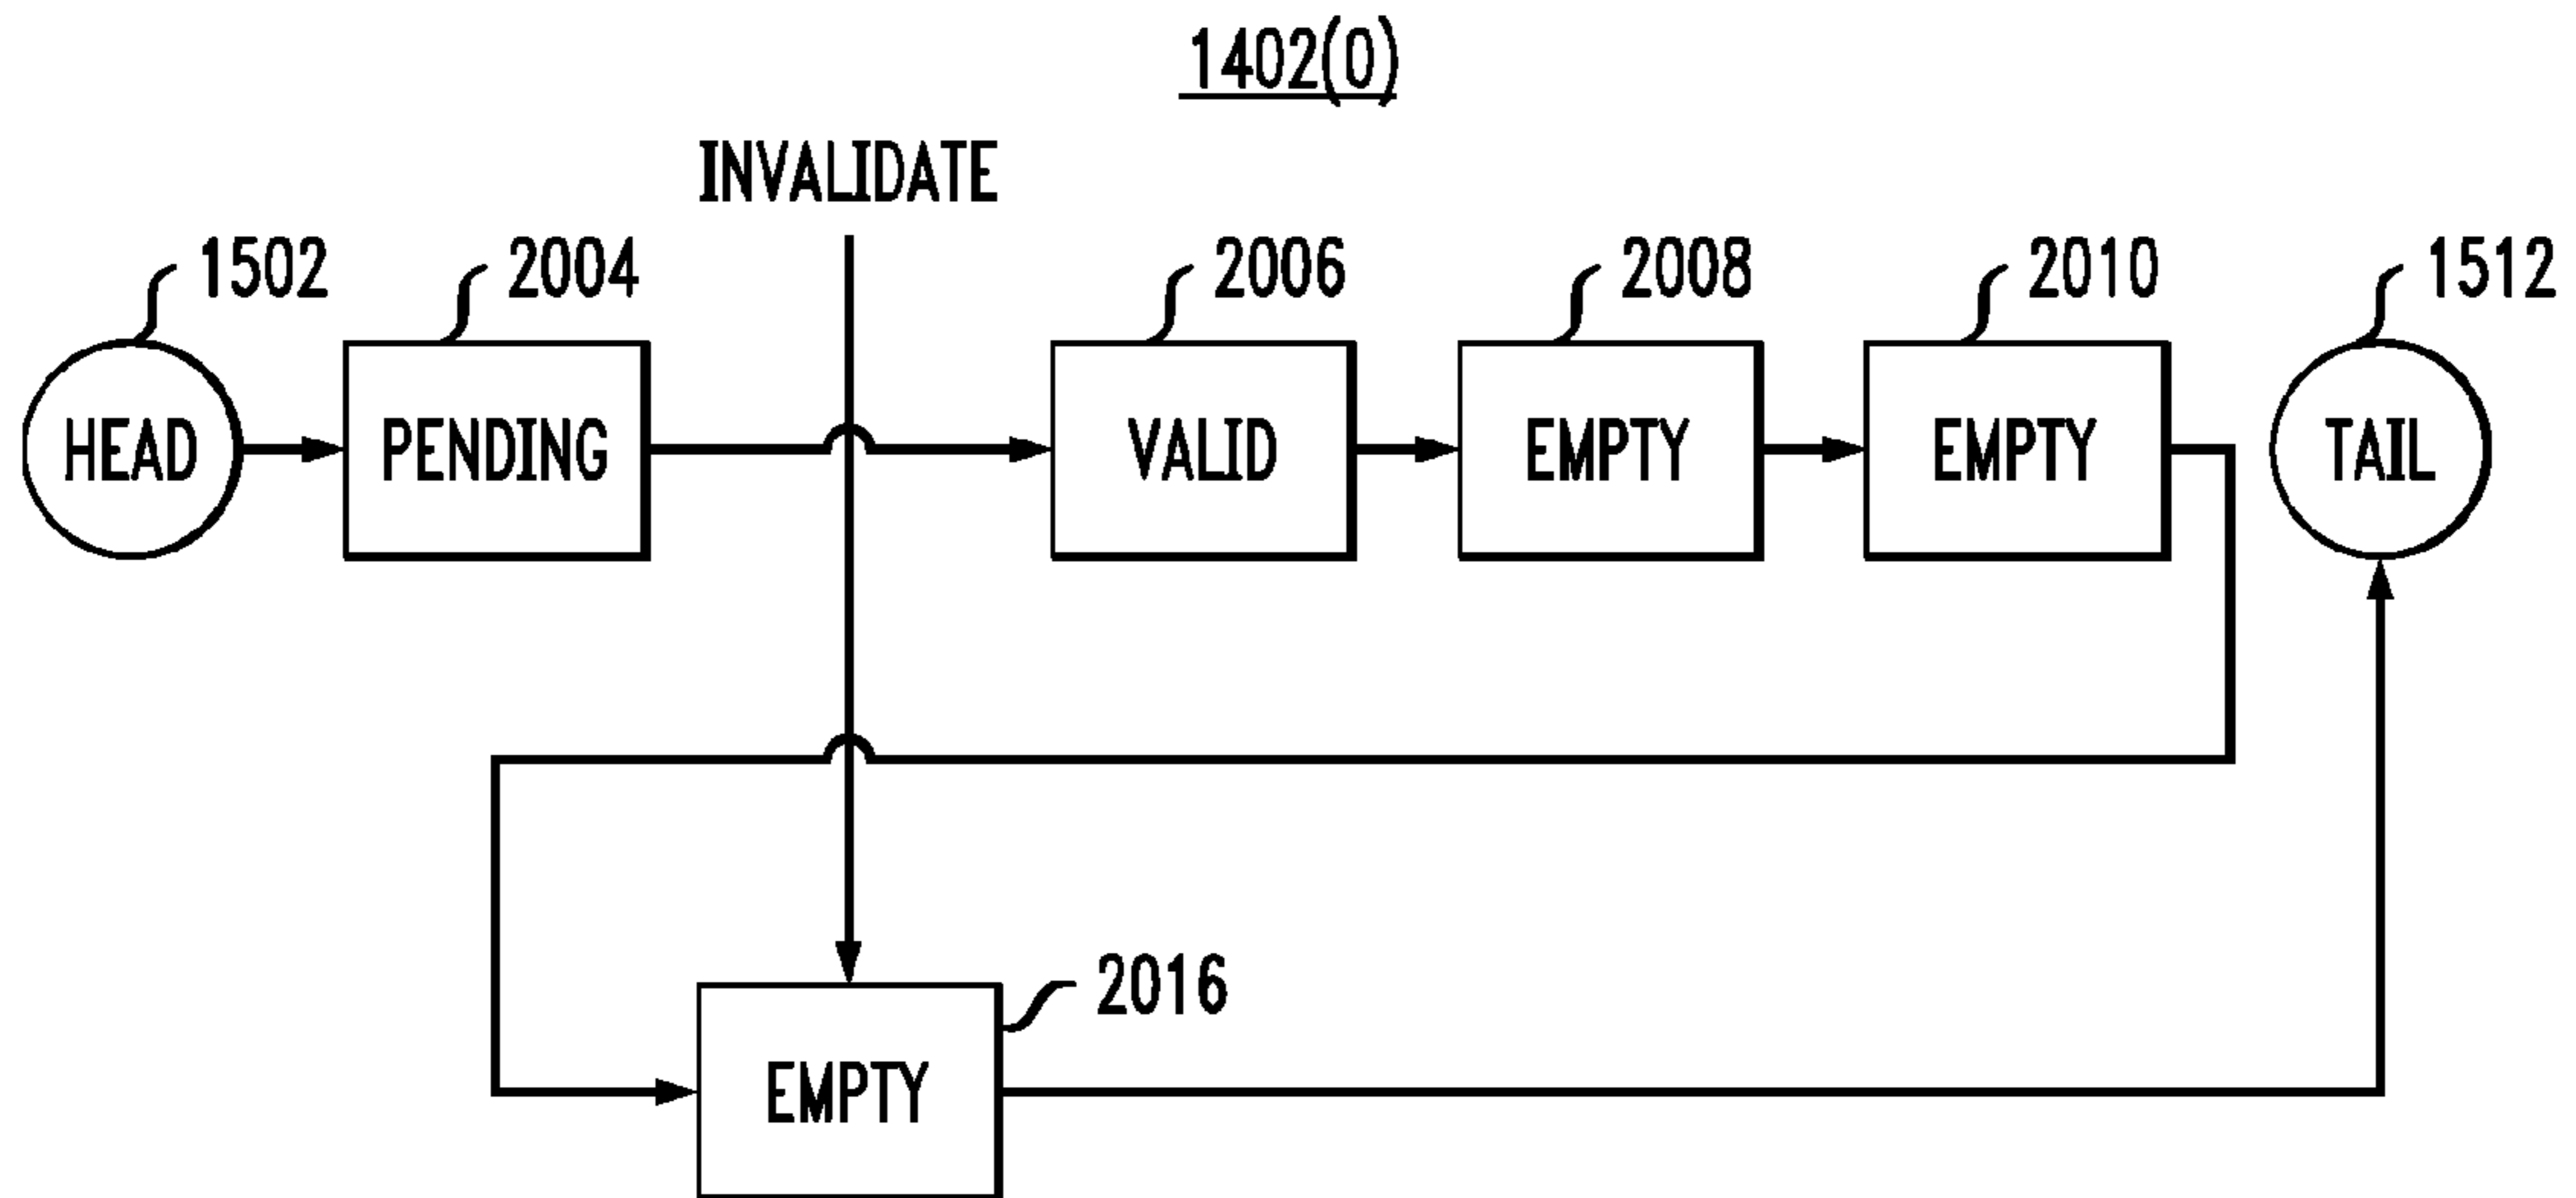 1402(0)
INVALIDATE
1502 2004 2006 2008 2010 1512
HEAD PENDING VALID EMPTY EMPTY TAIL
2016
EMPTY